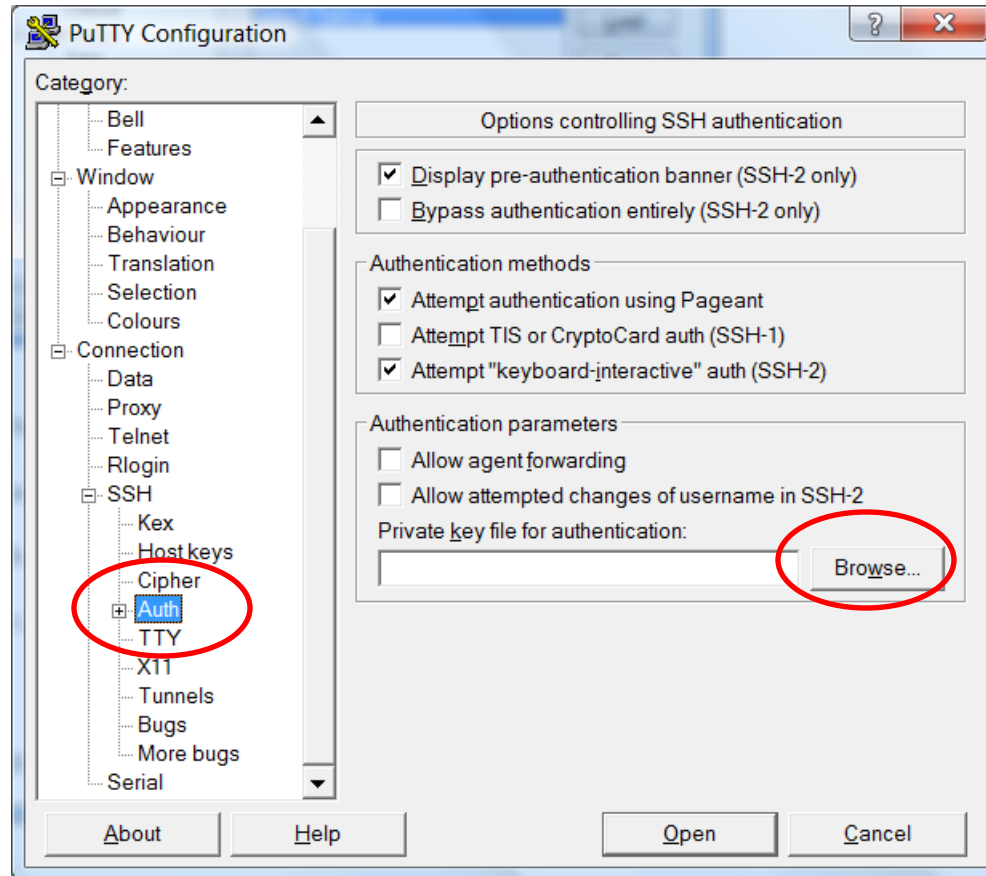 PuTTY Configuration
Category:
Bell
Features
Window
Appearance
Behaviour
Translation
Selection
Colours
Connection
Data
Proxy
Telnet
Rlogin
SSH
Kex
Host keys
Cipher
Auth
TTY
X11
Tunnels
Bugs
More bugs
Serial
Options controlling SSH authentication
Display pre-authentication banner (SSH-2 only)
Bypass authentication entirely (SSH-2 only)
Authentication methods
Attempt authentication using Pageant
Attempt TIS or CryptoCard auth (SSH-1)
Attempt "keyboard-interactive" auth (SSH-2)
Authentication parameters
Allow agent forwarding
Allow attempted changes of username in SSH-2
Private key file for authentication:
Browse...
About
Help
Open
Cancel